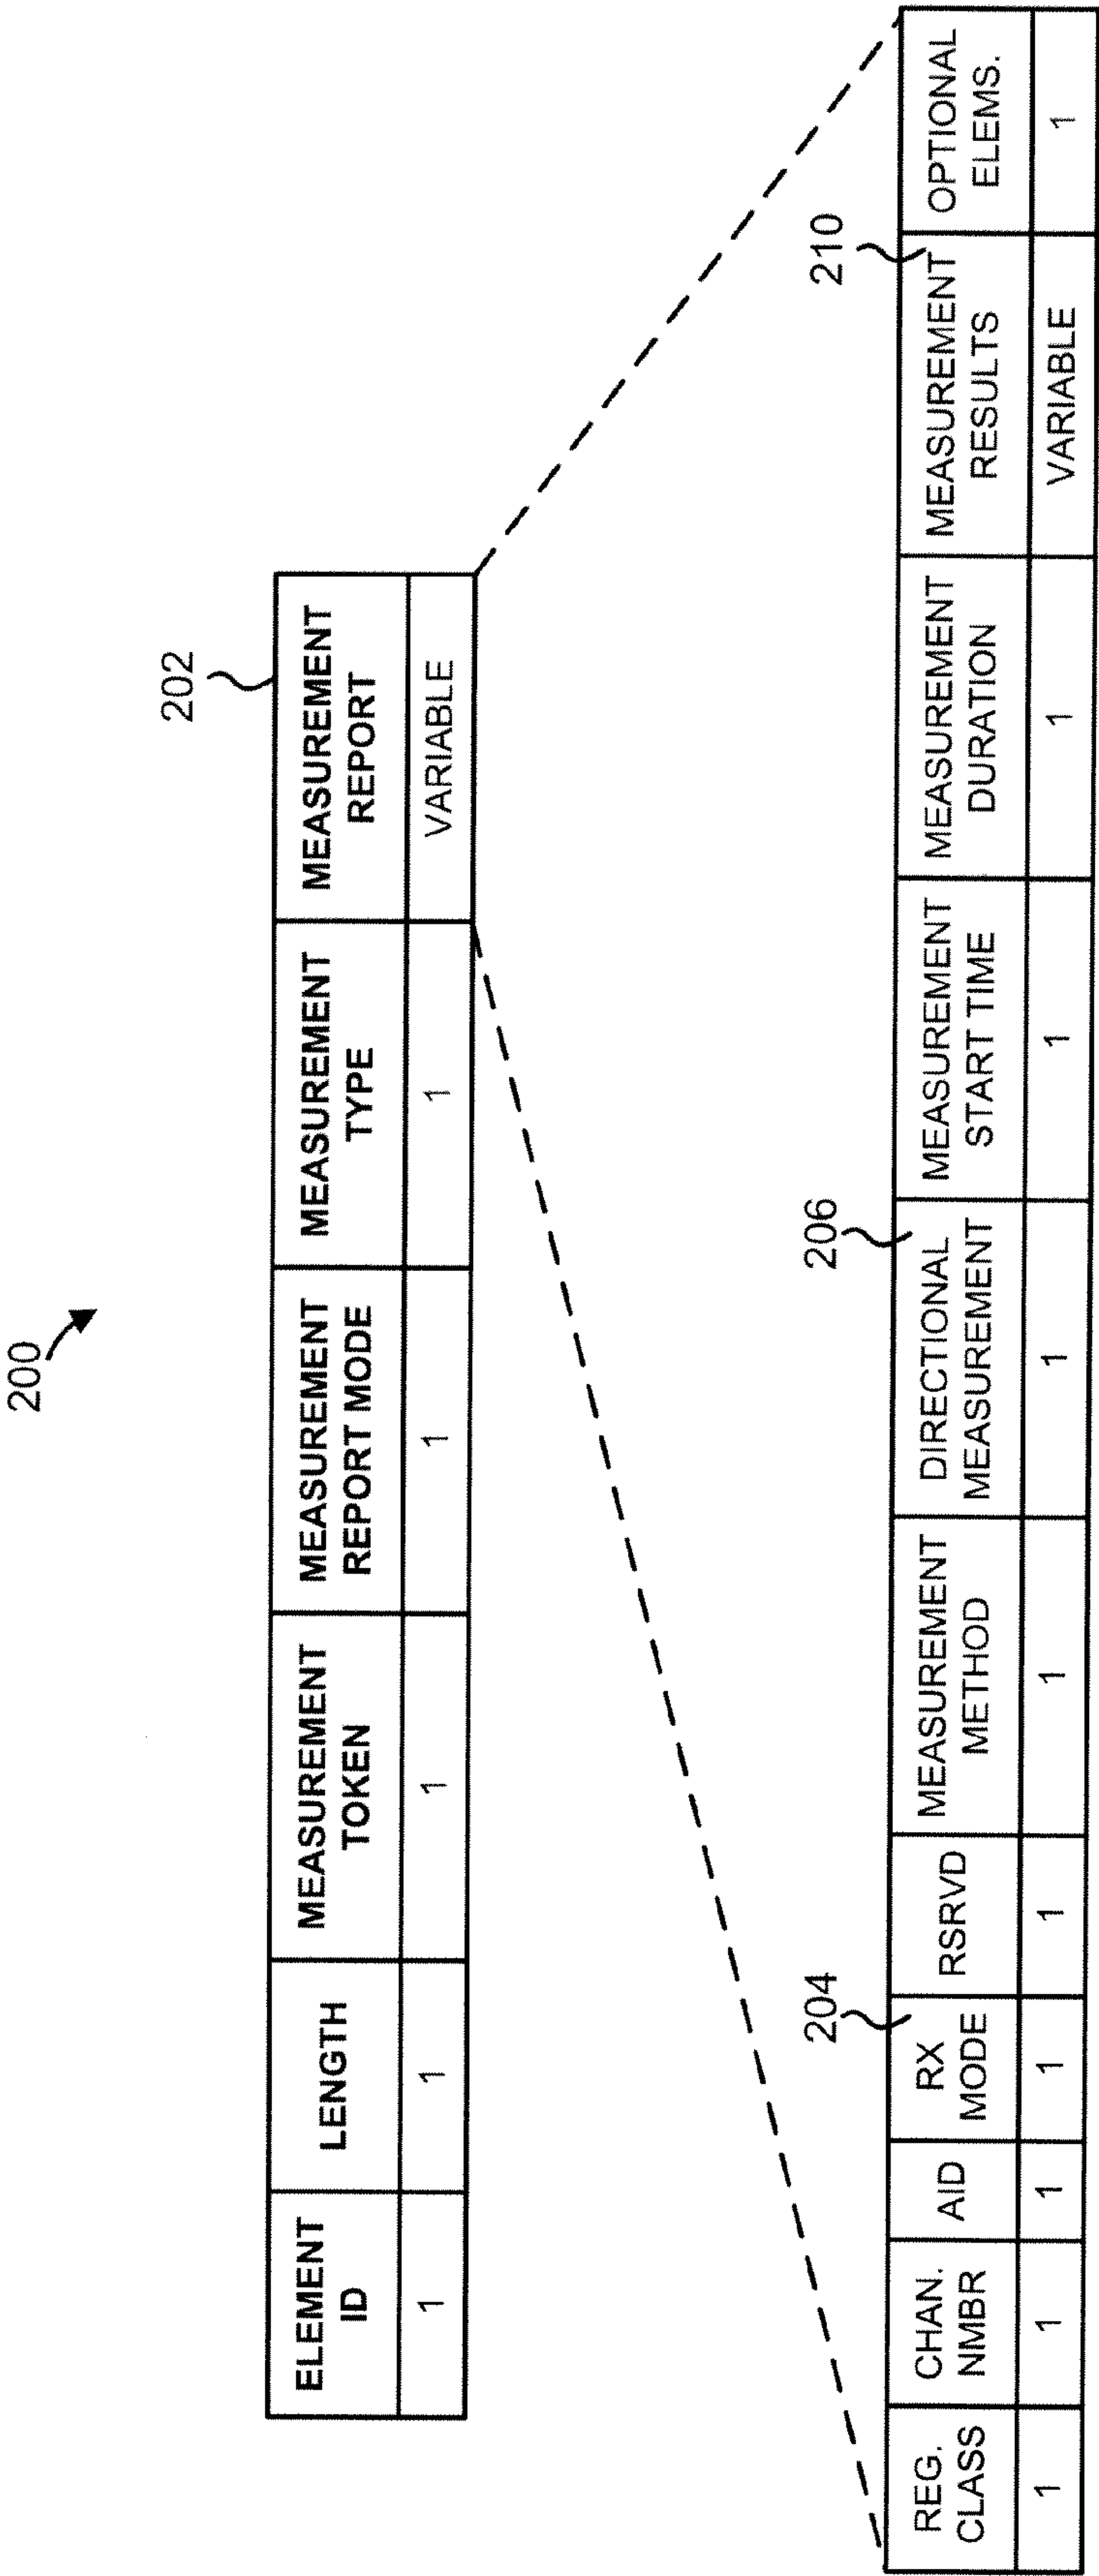 200
202
ELEMENT
ID
LENGTH
MEASUREMENT
TOKEN
MEASUREMENT
REPORT MODE
MEASUREMENT
TYPE
MEASUREMENT
REPORT
1
1
1
1
1
VARIABLE
204
206
210
REG.
CLASS
CHAN.
NMBR
AID
RX
MODE
RSRVD
MEASUREMENT
METHOD
DIRECTIONAL
MEASUREMENT
MEASUREMENT
START TIME
MEASUREMENT
DURATION
MEASUREMENT
RESULTS
OPTIONAL
ELEMS.
1
1
1
1
1
1
1
1
1
VARIABLE
1